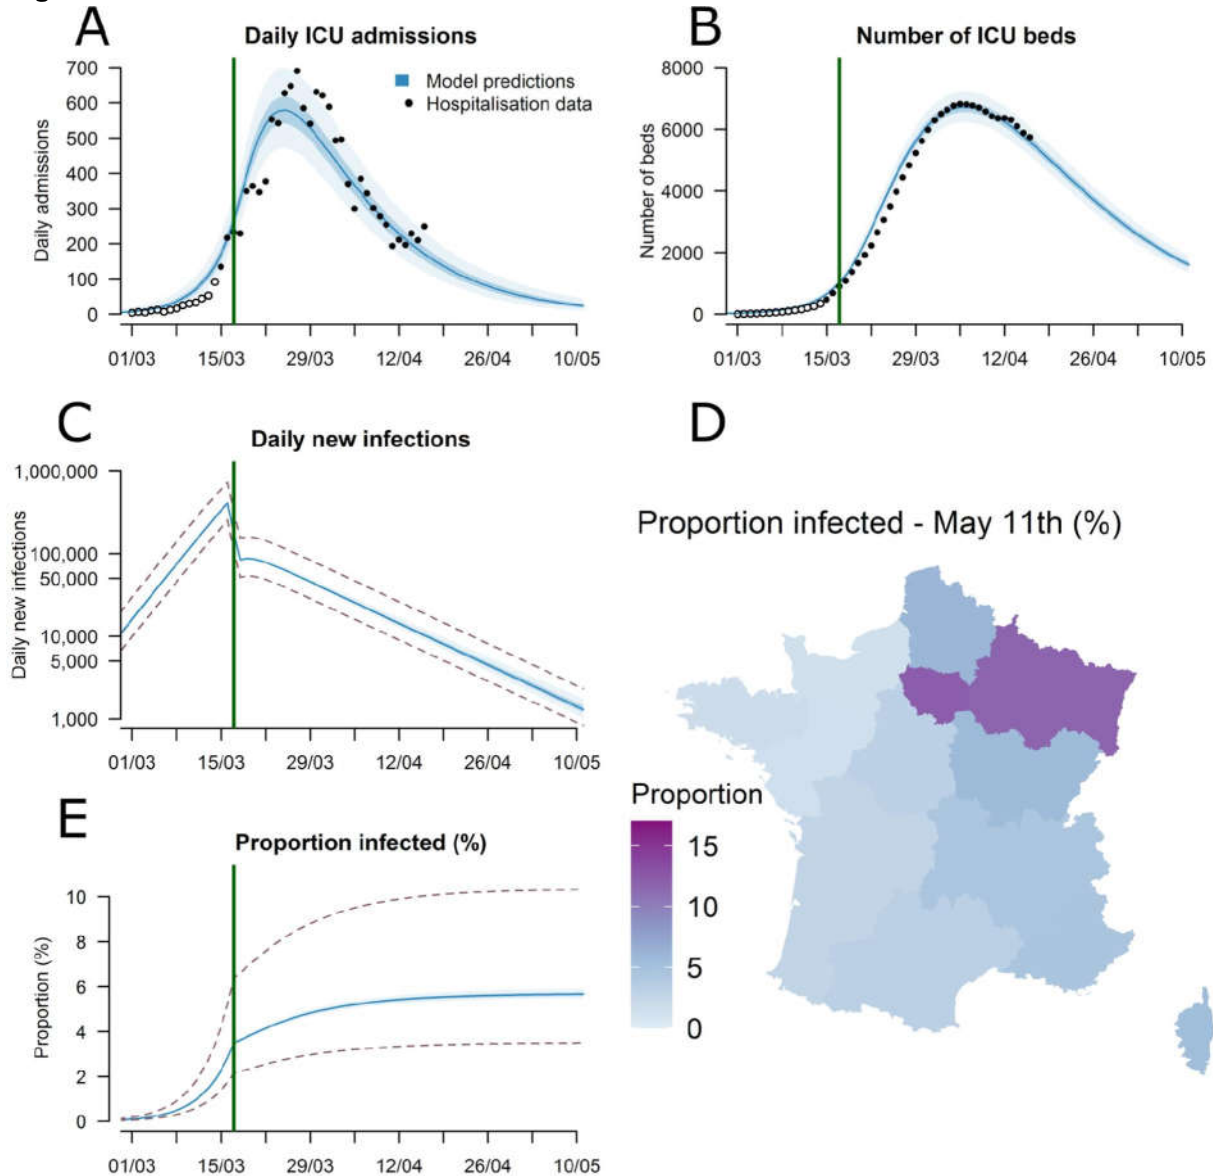 A
Daily ICU admissions
700
600
500
400
300
200
100
0
Daily admissions
Model predictions
Hospitalisation data
01/03 15/03 29/03 12/04 26/04 10/05
B
Number of ICU beds
8000
6000
4000
2000
0
Number of beds
01/03 15/03 29/03 12/04 26/04 10/05
C
Daily new infections
1,000,000
100,000
50,000
10,000
5,000
1,000
Daily new infections
01/03 15/03 29/03 12/04 26/04 10/05
D
Proportion infected - May 11th (%)
Proportion
15
10
5
0
E
Proportion infected (%)
10
8
6
4
2
0
Proportion (%)
01/03 15/03 29/03 12/04 26/04 10/05